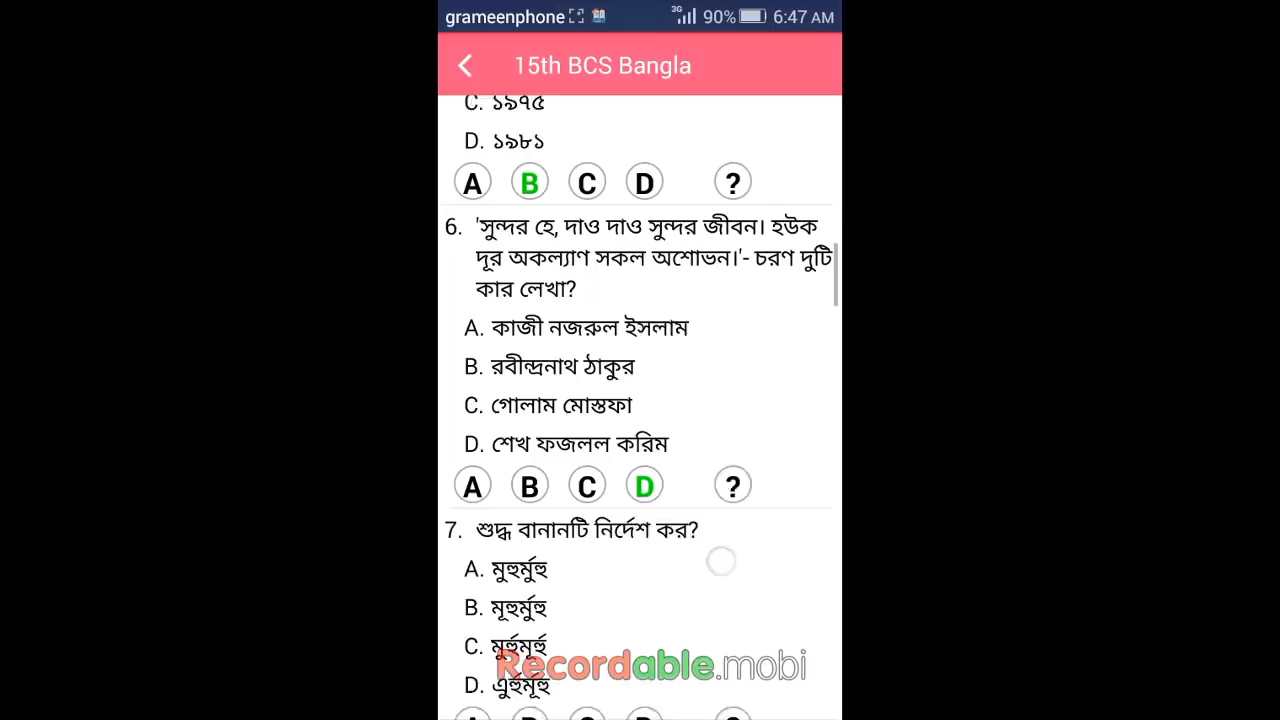 grameenphone 3G 90% 6:47 AM
15th BCS Bangla
C. ১৯৭৫
D. ১৯৮১
A B C D ?
6. 'সুন্দর হে, দাও দাও সুন্দর জীবন। হউক
দূর অকল্যাণ সকল অশোভন।'- চরণ দুটি
কার লেখা?
A. কাজী নজরুল ইসলাম
B. রবীন্দ্রনাথ ঠাকুর
C. গোলাম মোস্তফা
D. শেখ ফজলল করিম
A B C D ?
7. শুদ্ধ বানানটি নির্দেশ কর?
A. মুহুর্মুহু
B. মূহুর্মুহু
C.
Recordable.mobi
D.